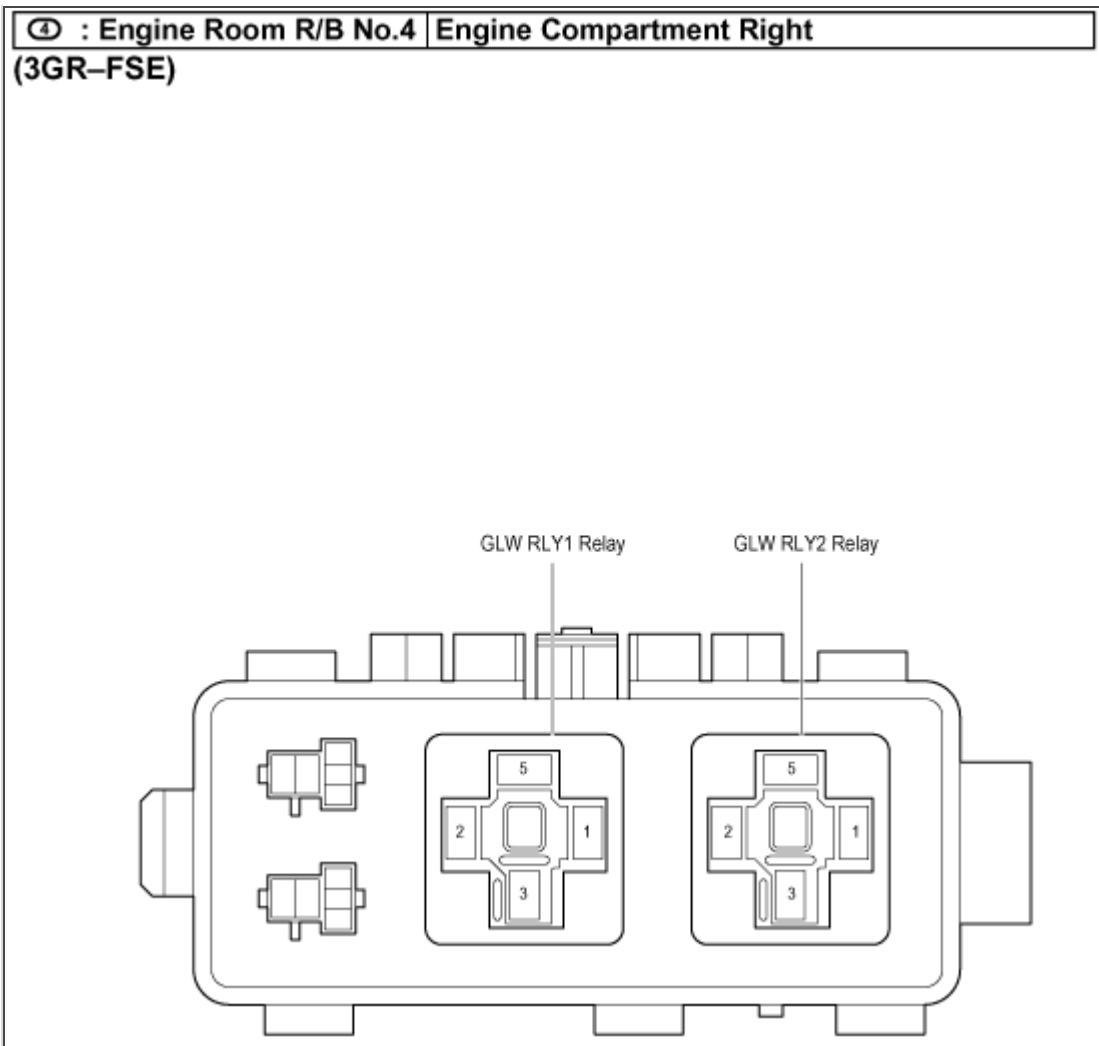 ④ : Engine Room R/B No.4 Engine Compartment Right
(3GR–FSE)
GLW RLY1 Relay GLW RLY2 Relay
5 5
2 1 2 1
3 3